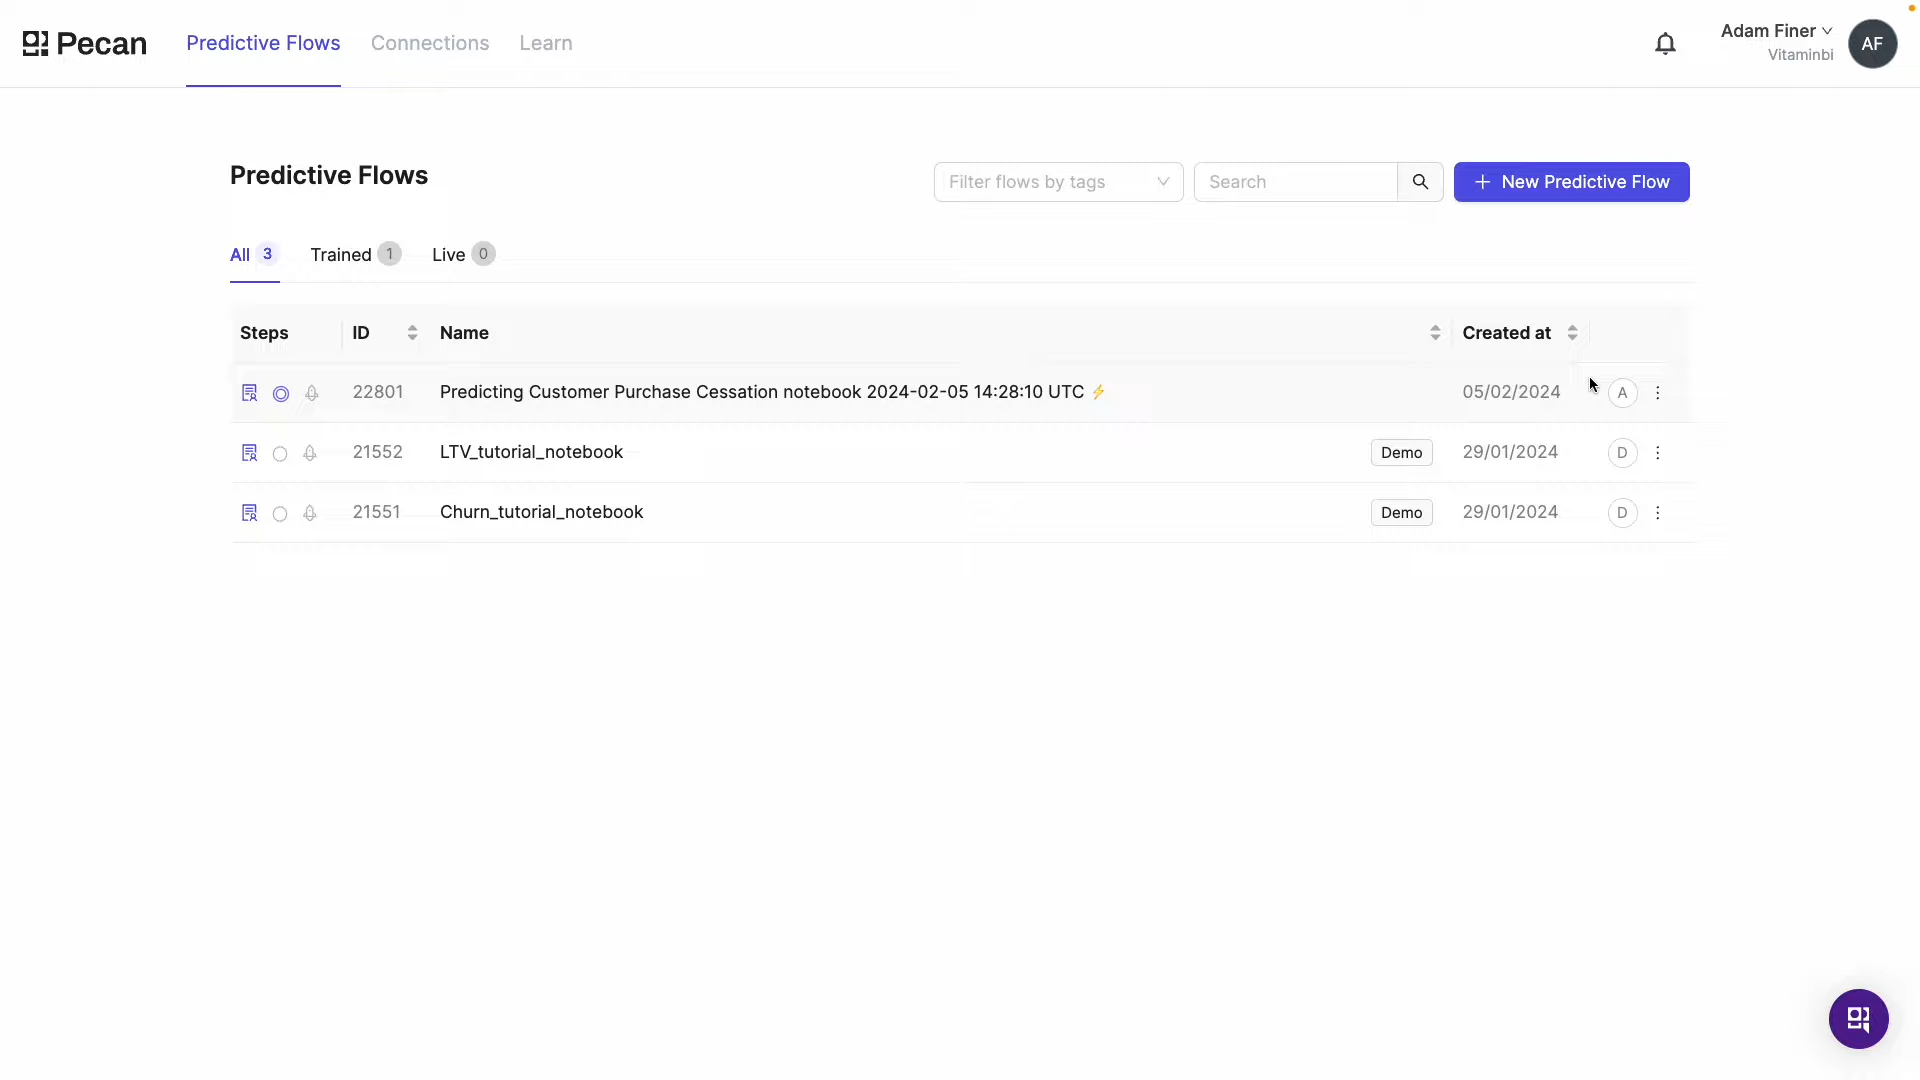 Pecan
Predictive Flows
Connections
Learn
Adam Finer
Vitaminbi
AF
Predictive Flows
Filter flows by tags
Search
+ New Predictive Flow
All 3
Trained 1
Live 0
Steps
ID
Name
Created at
22801 Predicting Customer Purchase Cessation notebook 2024-02-05 14:28:10 UTC 05/02/2024 A
21552 LTV_tutorial_notebook Demo 29/01/2024 D
21551 Churn_tutorial_notebook Demo 29/01/2024 D